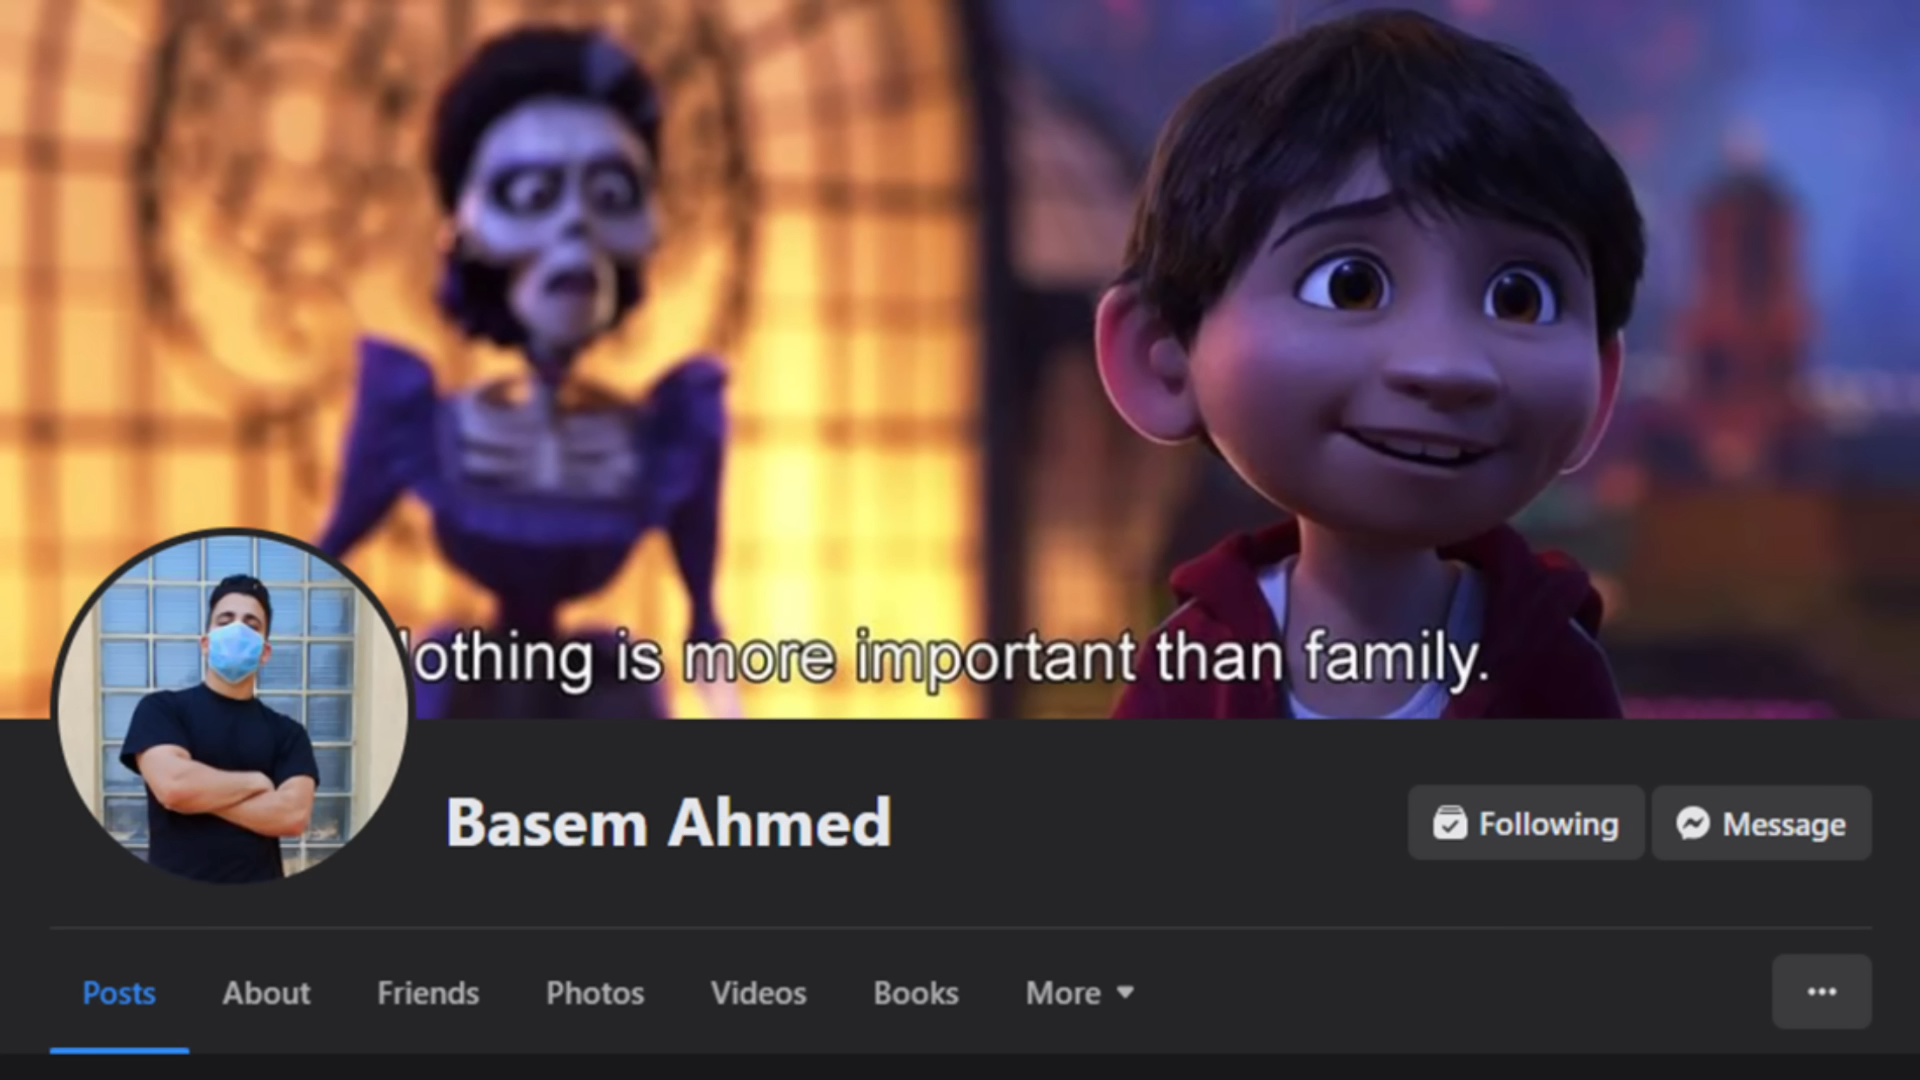 othing is more important than family.
Basem Ahmed
Following
Message
Posts
About
Friends
Photos
Videos
Books
More